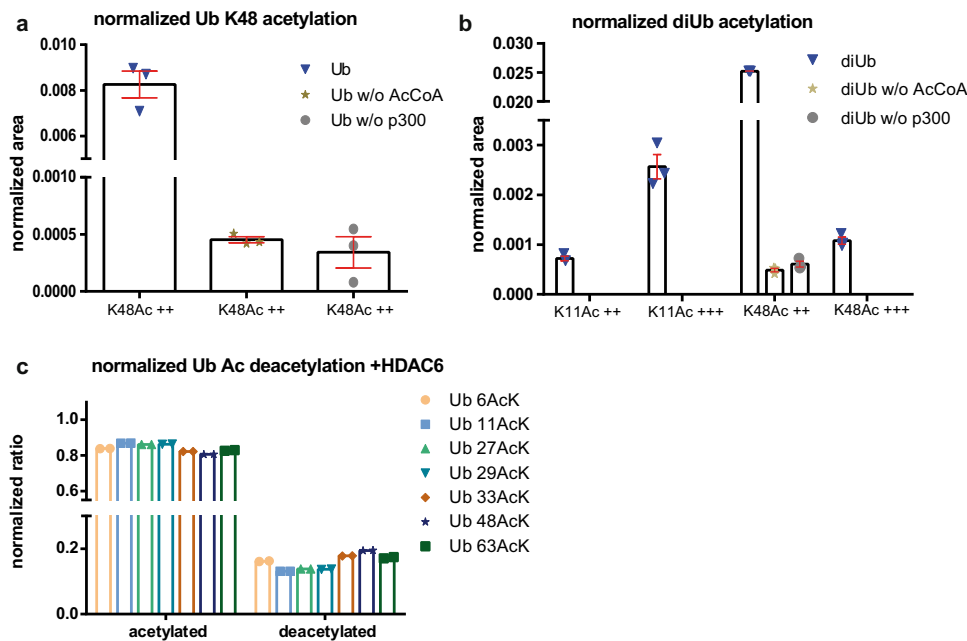 a normalized Ub K48 acetylation
normalized area
0.010
0.008
0.006
0.0010
0.0005
0.0000
Ub
Ub w/o AcCoA
Ub w/o p300
K48Ac ++ K48Ac ++ K48Ac ++
b normalized diUb acetylation
normalized area
0.030
0.025
0.020
0.003
0.002
0.001
0.000
diUb
diUb w/o AcCoA
diUb w/o p300
K11Ac ++ K11Ac +++ K48Ac ++ K48Ac +++
c normalized Ub Ac deacetylation +HDAC6
normalized ratio
1.0
0.8
0.6
0.2
0.0
Ub 6AcK
Ub 11AcK
Ub 27AcK
Ub 29AcK
Ub 33AcK
Ub 48AcK
Ub 63AcK
acetylated deacetylated